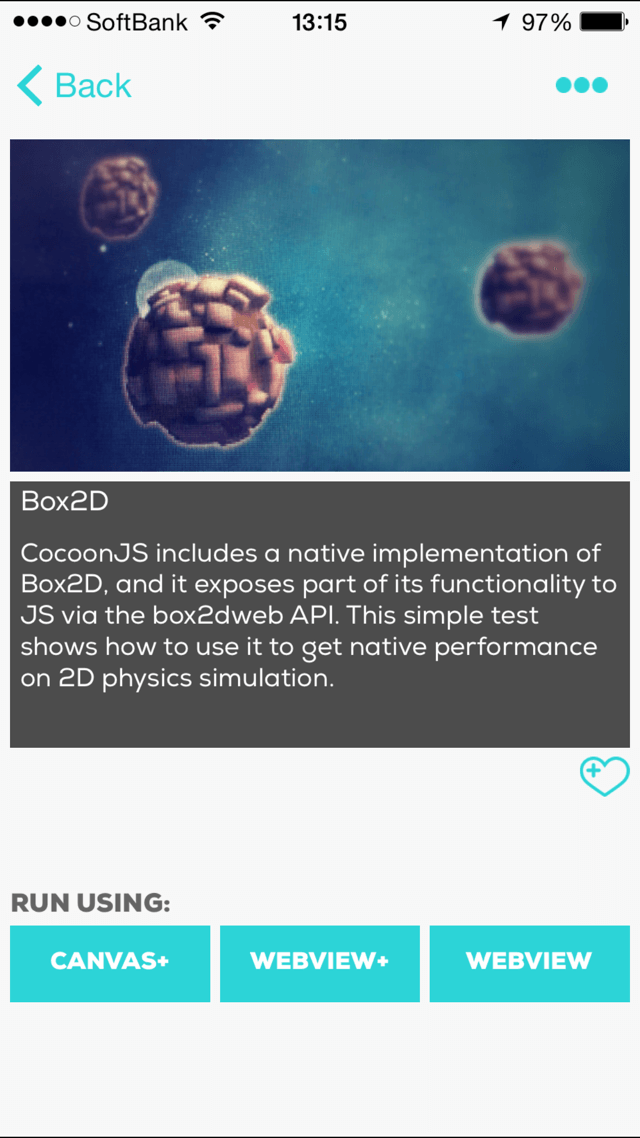 SoftBank 13:15 97%
Back
Box2D
CocoonJS includes a native implementation of
Box2D, and it exposes part of its functionality to
JS via the box2dweb API. This simple test
shows how to use it to get native performance
on 2D physics simulation.
RUN USING:
CANVAS+ WEBVIEW+ WEBVIEW